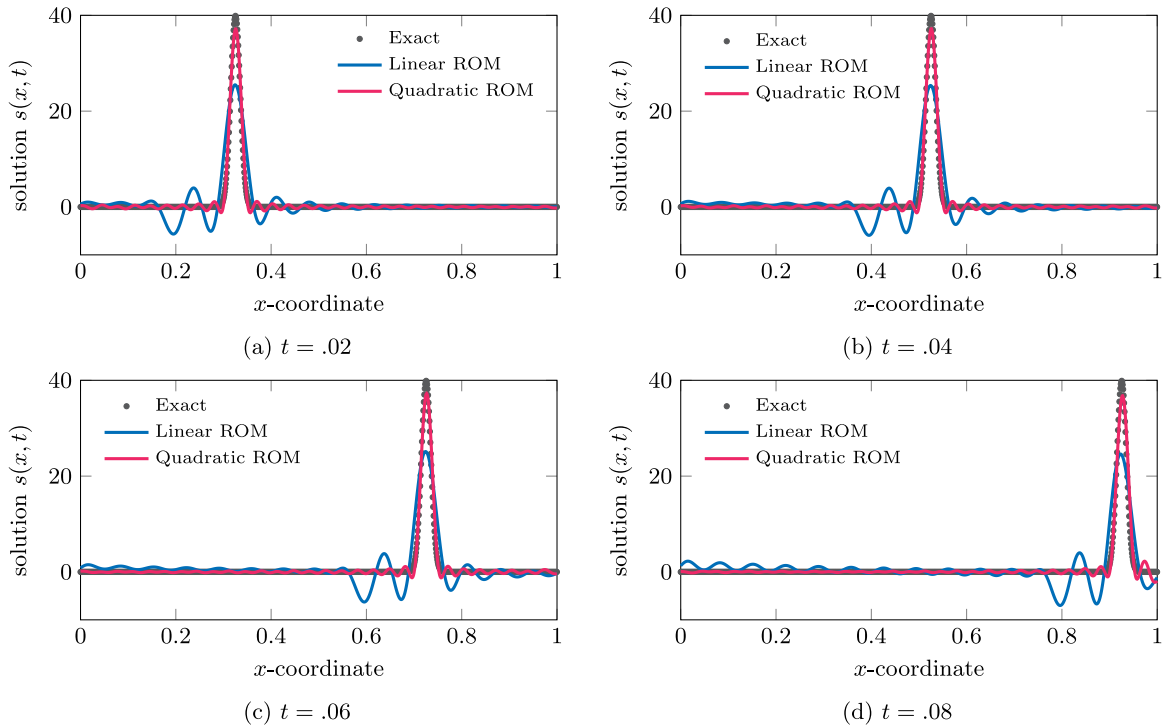 40
20
0
solution s(x, t)
Exact
Linear ROM
Quadratic ROM
0 0.2 0.4 0.6 0.8 1
x-coordinate
(a) t = .02
40
20
0
solution s(x, t)
Exact
Linear ROM
Quadratic ROM
0 0.2 0.4 0.6 0.8 1
x-coordinate
(b) t = .04
40
20
0
solution s(x, t)
Exact
Linear ROM
Quadratic ROM
0 0.2 0.4 0.6 0.8 1
x-coordinate
(c) t = .06
40
20
0
solution s(x, t)
Exact
Linear ROM
Quadratic ROM
0 0.2 0.4 0.6 0.8 1
x-coordinate
(d) t = .08